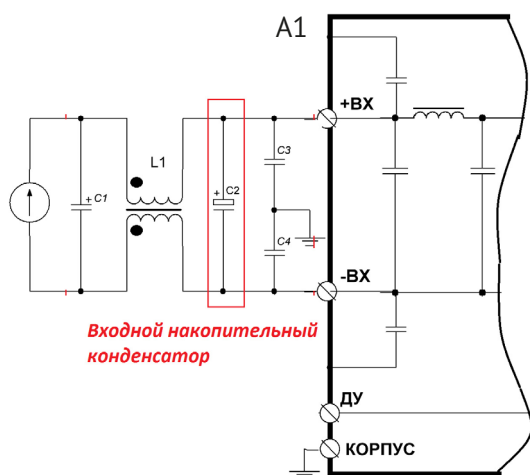 A1
+ВХ
L1
+ C1
+ C2
C3
C4
-ВХ
Входной накопительный
конденсатор
ДУ
КОРПУС